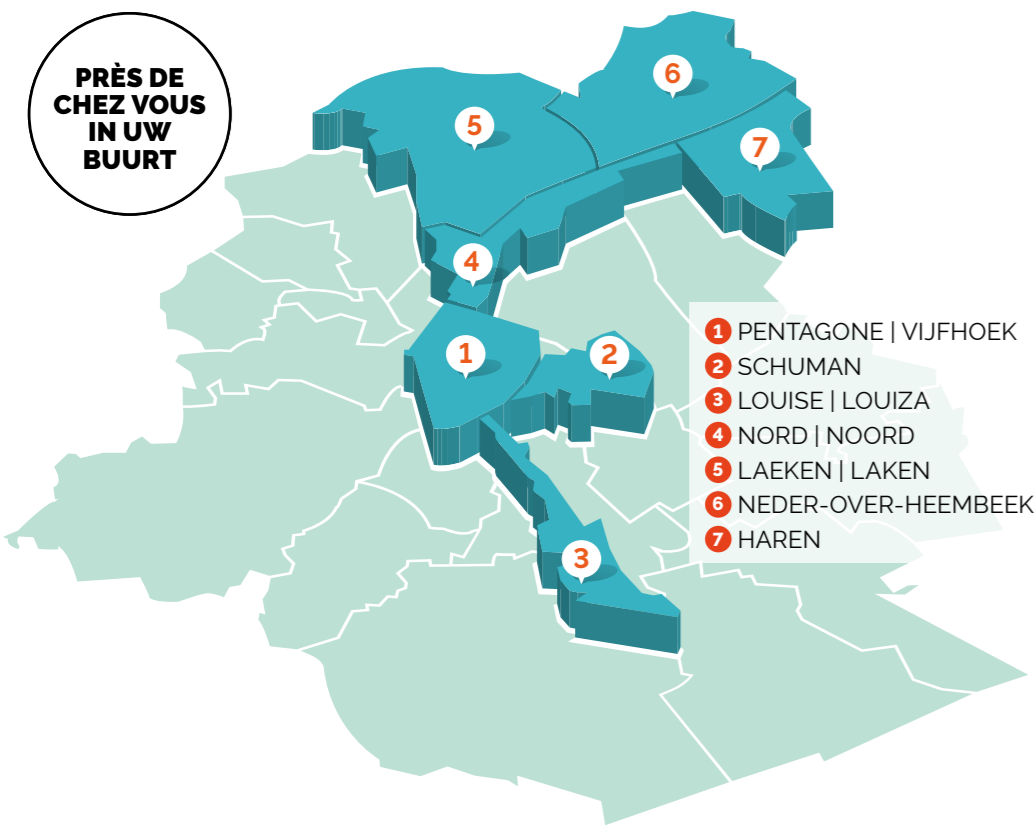 PRÈS DE
CHEZ VOUS
IN UW
BUURT
6
5
7
4
1
2
3
1 PENTAGONE | VIJFHOEK
2 SCHUMAN
3 LOUISE | LOUIZA
4 NORD | NOORD
5 LAEKEN | LAKEN
6 NEDER-OVER-HEEMBEEK
7 HAREN